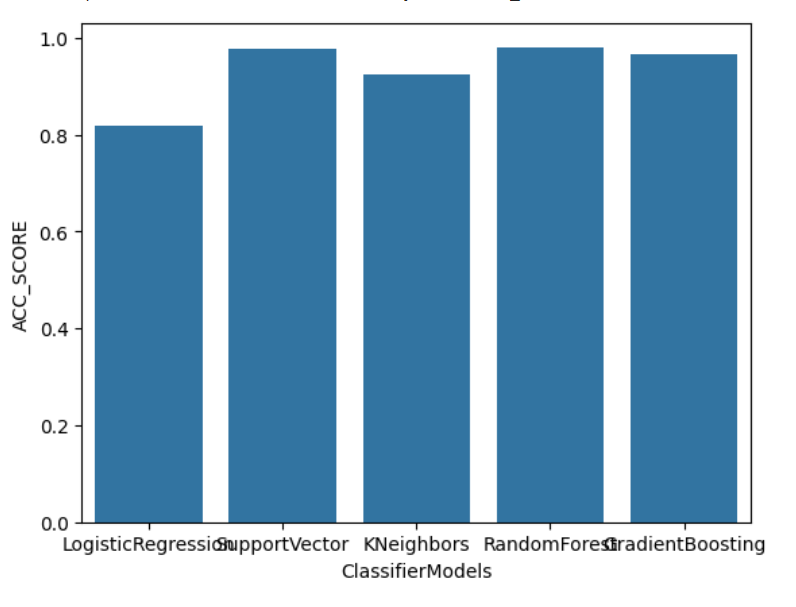 1.0
0.8
0.6
0.4
0.2
0.0
ACC_SCORE
LogisticRegression SupportVector KNeighbors RandomForest GradientBoosting
ClassifierModels